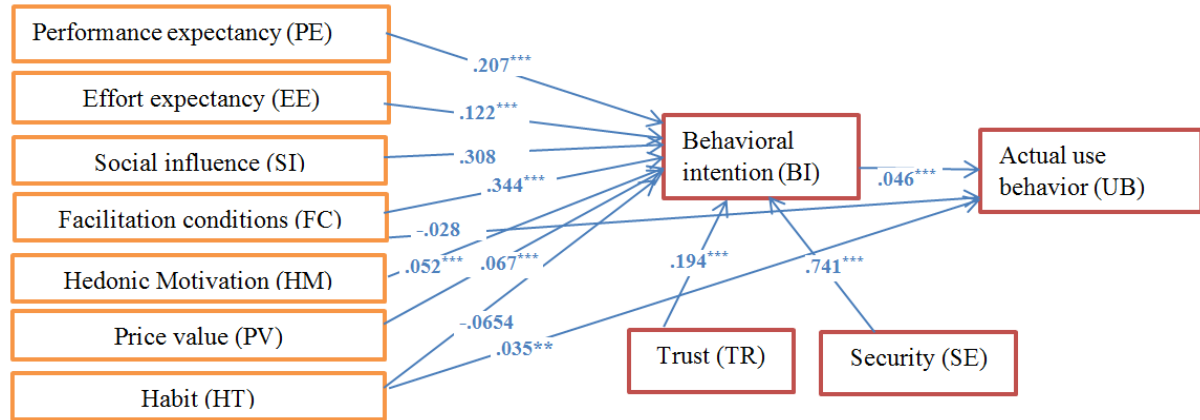 Performance expectancy (PE)
.207***
Effort expectancy (EE)
.122***
Social influence (SI)
.308
Facilitation conditions (FC)
.344***
-.028
Hedonic Motivation (HM)
.052***
.067***
Price value (PV)
-.0654
Habit (HT)
.035**
Behavioral
intention (BI)
.046***
Actual use
behavior (UB)
.194***
.741***
Trust (TR)
Security (SE)